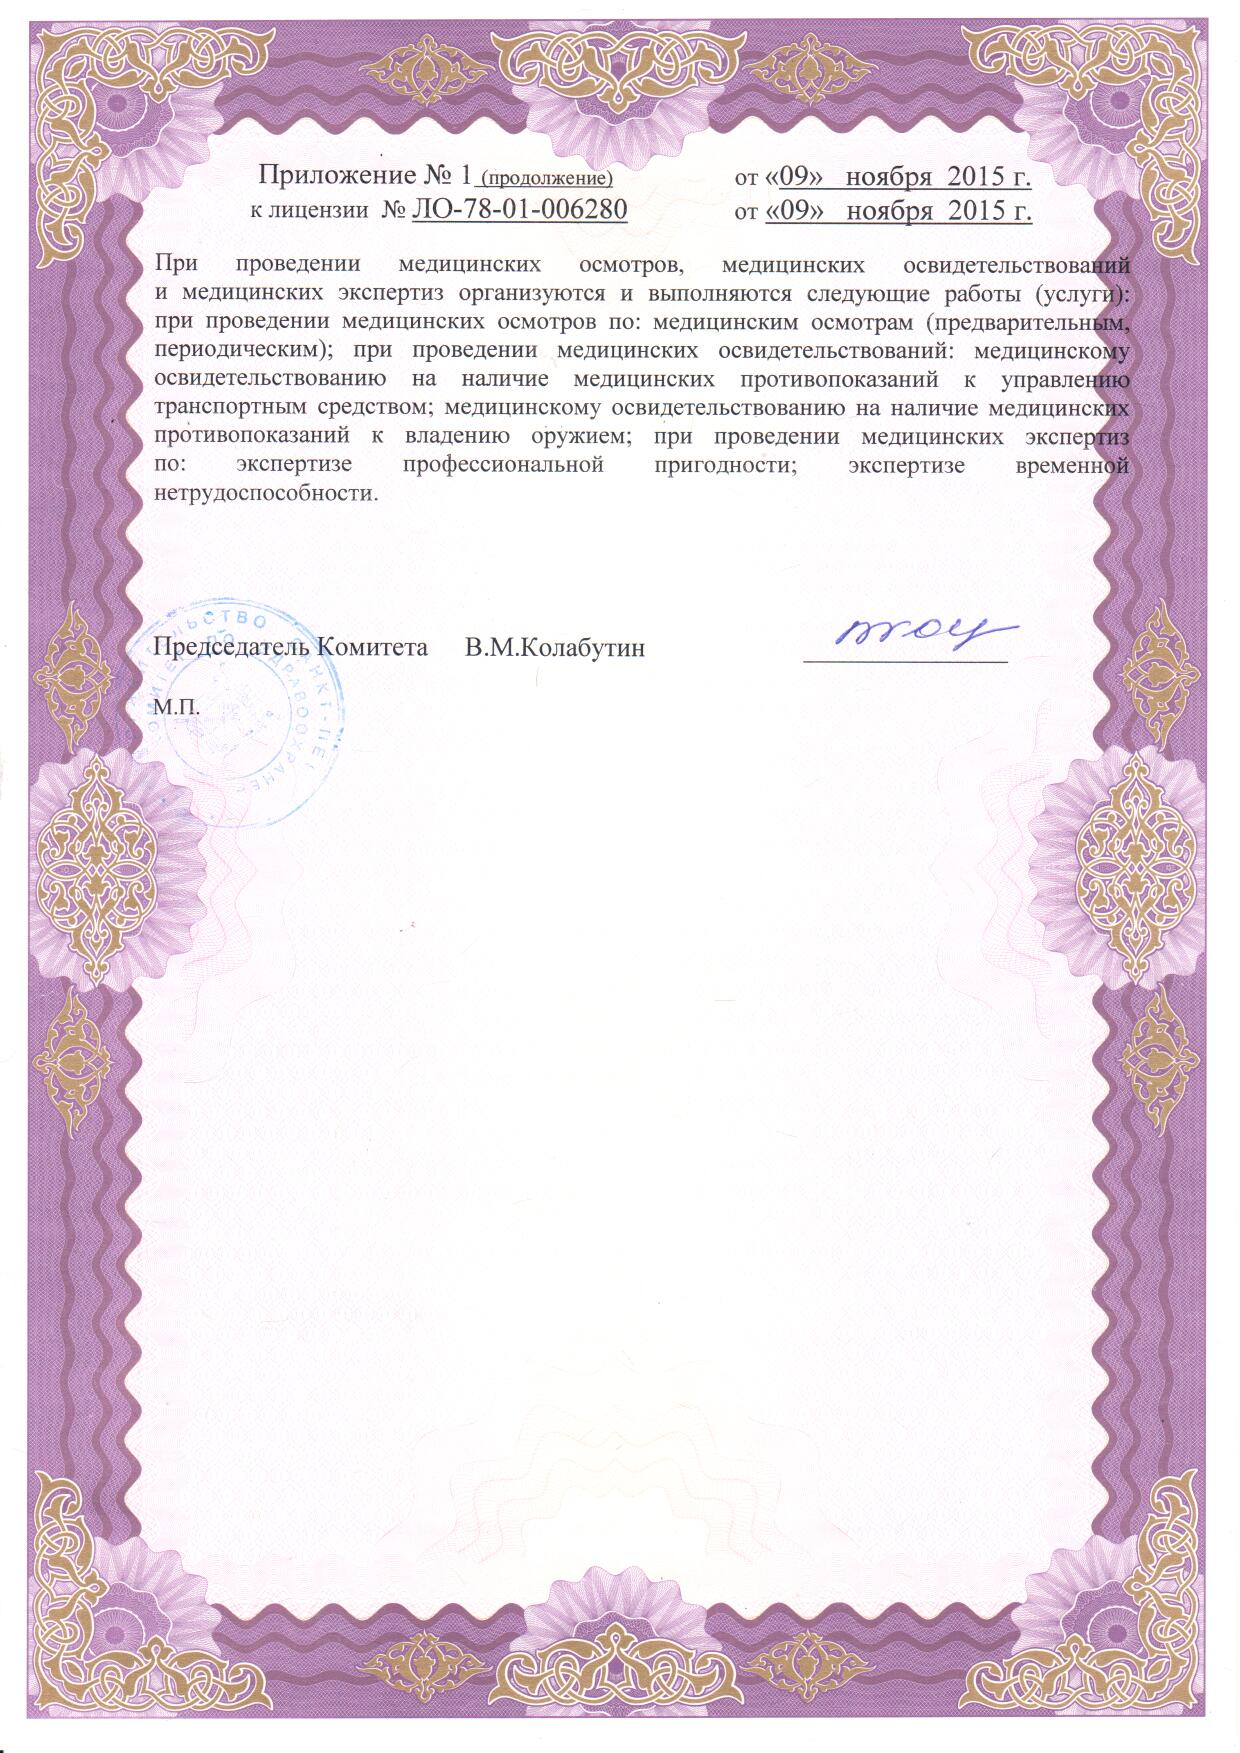 Приложение № 1 (продолжение) от «09» ноября 2015 г.
к лицензии № ЛО-78-01-006280 от «09» ноября 2015 г.
При проведении медицинских осмотров, медицинских освидетельствований
и медицинских экспертиз организуются и выполняются следующие работы (услуги):
при проведении медицинских осмотров по: медицинским осмотрам (предварительным,
периодическим); при проведении медицинских освидетельствований: медицинскому
освидетельствованию на наличие медицинских противопоказаний к управлению
транспортным средством; медицинскому освидетельствованию на наличие медицинских
противопоказаний к владению оружием; при проведении медицинских экспертиз
по: экспертизе профессиональной пригодности; экспертизе временной
нетрудоспособности.
Председатель Комитета В.М.Колабутин
М.П.